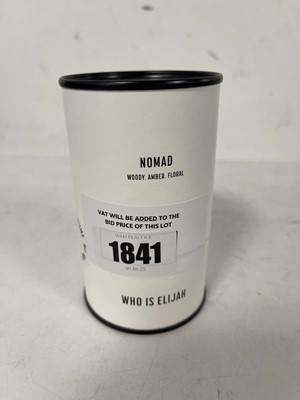 NOMAD
WOODY. AMBER. FLORAL
VAT WILL BE ADDED TO THE
BID PRICE OF THIS LOT
1841
WHO IS ELIJAH